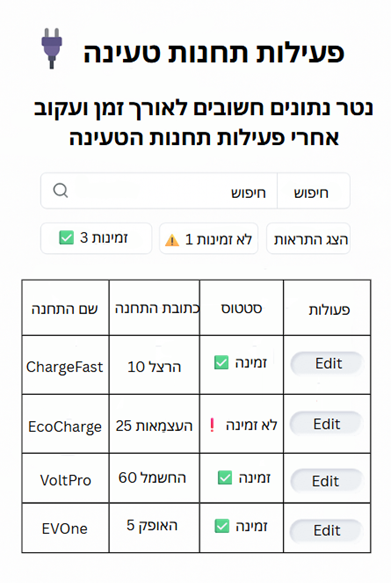 פעילות תחנות טעינה
נטר נתונים חשובים לאורך זמן ועקוב
אחרי פעילות תחנות הטעינה
חיפוש חיפוש
הצג התראות לא זמינות 1 זמינות 3
פעולות סטטוס כתובת התחנה שם התחנה
Edit זמינה הרצל 10 ChargeFast
Edit לא זמינה העצמאות 25 EcoCharge
Edit זמינה החשמל 60 VoltPro
Edit זמינה האופק 5 EVOne